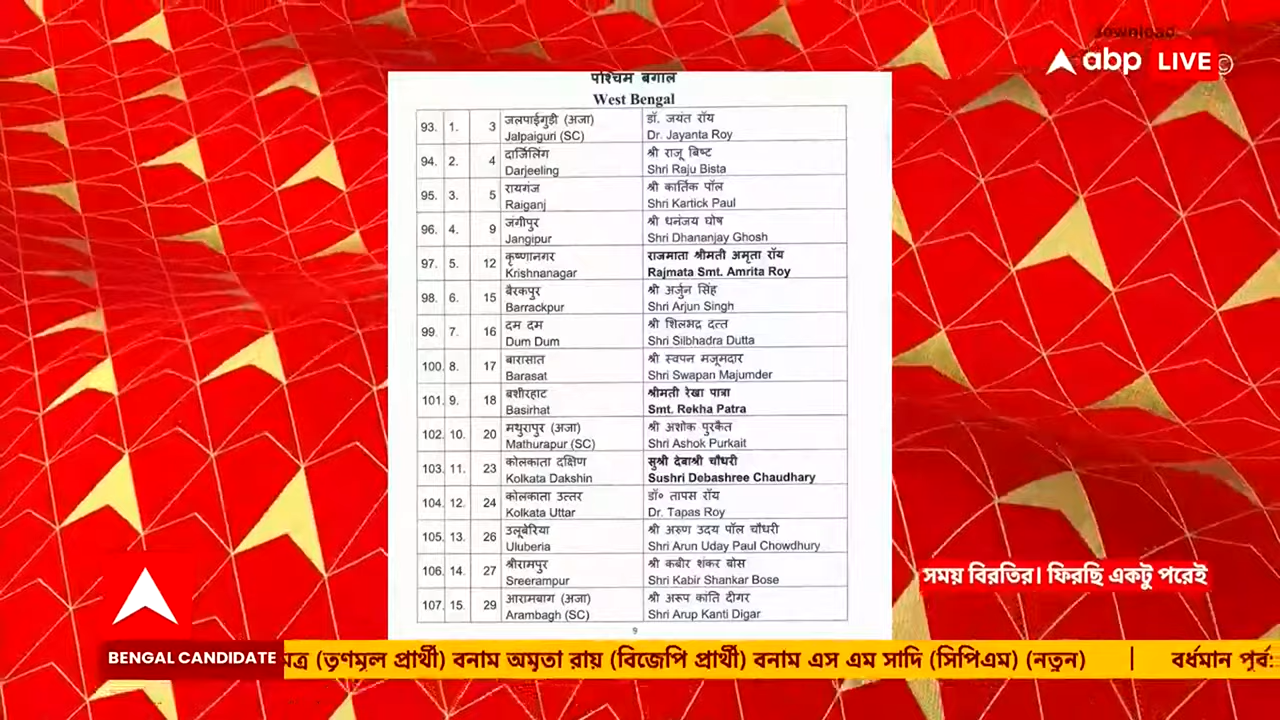 download
abp LIVE ©
पश्चिम बंगाल
West Bengal
93. 1. 3 जलपाईगुड़ी (अजा) डॉ. जयंत रॉय
Jalpaiguri (SC) Dr. Jayanta Roy
94. 2. 4 दार्जिलिंग श्री राजू बिष्ट
Darjeeling Shri Raju Bista
95. 3. 5 रायगंज श्री कार्तिक पॉल
Raiganj Shri Kartick Paul
96. 4. 9 जंगीपुर श्री धनंजय घोष
Jangipur Shri Dhananjay Ghosh
97. 5. 12 कृष्णानगर राजमाता श्रीमती अमृता रॉय
Krishnanagar Rajmata Smt. Amrita Roy
98. 6. 15 बैरकपुर श्री अर्जुन सिंह
Barrackpur Shri Arjun Singh
99. 7. 16 दम दम श्री शिलभद्र दत्त
Dum Dum Shri Silbhadra Dutta
100. 8. 17 बारासात श्री स्वपन मजूमदार
Barasat Shri Swapan Majumder
101. 9. 18 बशीरहाट श्रीमती रेखा पात्रा
Basirhat Smt. Rekha Patra
102. 10. 20 मथुरापुर (अजा) श्री अशोक पुरकैत
Mathurapur (SC) Shri Ashok Purkait
103. 11. 23 कोलकाता दक्षिण सुश्री देबाश्री चौधरी
Kolkata Dakshin Sushri Debashree Chaudhary
104. 12. 24 कोलकाता उत्तर डॉ० तापस रॉय
Kolkata Uttar Dr. Tapas Roy
105. 13. 26 उलूबेरिया श्री अरुण उदय पॉल चौधरी
Uluberia Shri Arun Uday Paul Chowdhury
106. 14. 27 श्रीरामपुर श्री कबीर शंकर बोस
Sreerampur Shri Kabir Shankar Bose
107. 15. 29 आरामबाग (अजा) श्री अरूप कांति दीगर
Arambagh (SC) Shri Arup Kanti Digar
9
সময় বিরতির। ফিরছি একটু পরেই
BENGAL CANDIDATE
(তৃণমূল প্রার্থী) বনাম অমৃতা রায় (বিজেপি প্রার্থী) বনাম এস এম সাদি (সিপিএম) (নতুন) | বর্ধমান পূর্ব: